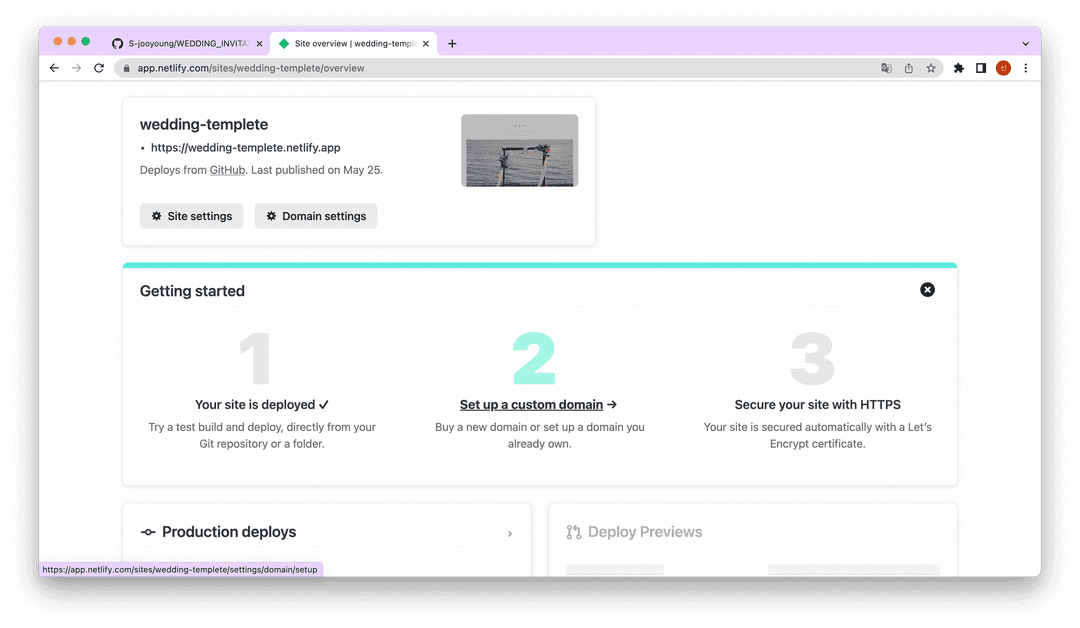 S-jooyoung/WEDDING_INVITAT
Site overview | wedding-temple
app.netlify.com/sites/wedding-templete/overview
wedding-templete
• https://wedding-templete.netlify.app
Deploys from GitHub. Last published on May 25.
Site settings
Domain settings
Getting started
1
Your site is deployed ✓
Try a test build and deploy, directly from your
Git repository or a folder.
2
Set up a custom domain →
Buy a new domain or set up a domain you
already own.
3
Secure your site with HTTPS
Your site is secured automatically with a Let’s
Encrypt certificate.
Production deploys
Deploy Previews
https://app.netlify.com/sites/wedding-templete/settings/domain/setup